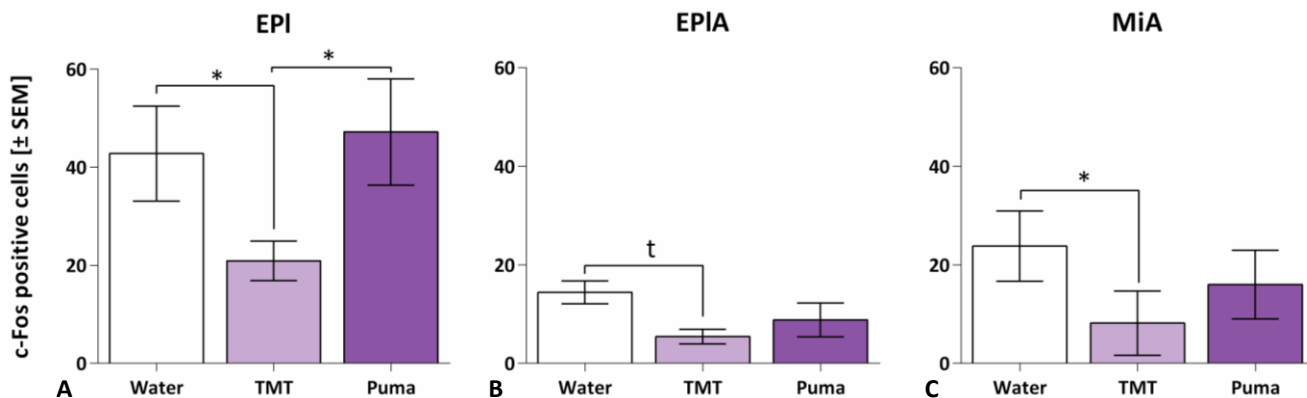 EPl
EPlA
MiA
c-Fos positive cells [± SEM]
60
40
20
0
*
*
60
40
20
0
t
60
40
20
0
*
A
Water
TMT
Puma
B
Water
TMT
Puma
C
Water
TMT
Puma